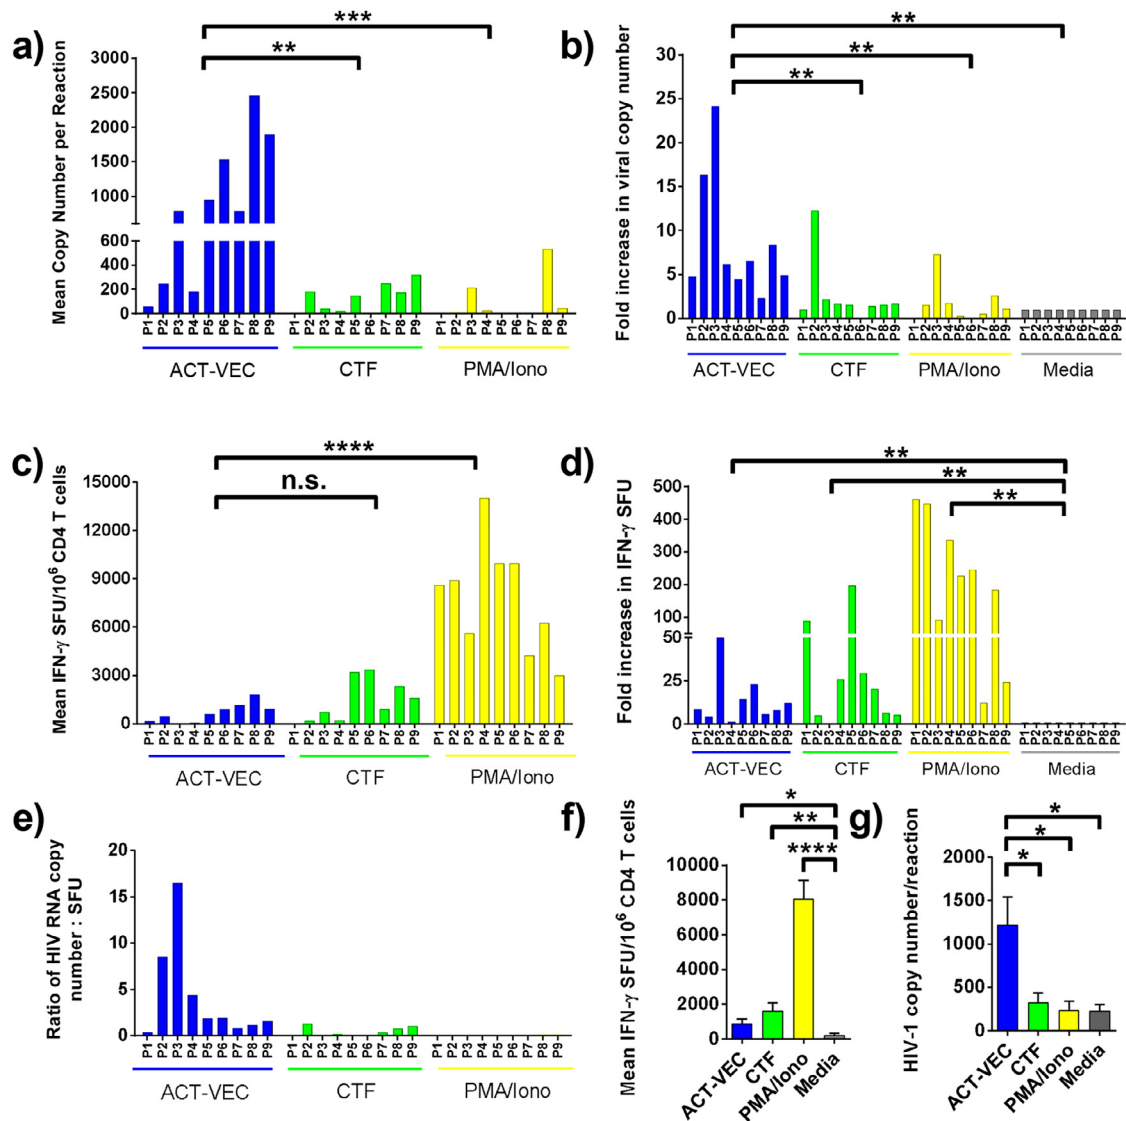 a)
***
**
Mean Copy Number per Reaction
3000
2500
2000
1500
1000
600
400
200
0
P1 P2 P3 P4 P5 P6 P7 P8 P9
P1 P2 P3 P4 P5 P6 P7 P8 P9
P1 P2 P3 P4 P5 P6 P7 P8 P9
ACT-VEC
CTF
PMA/Iono
b)
**
**
**
Fold increase in viral copy number
30
25
20
15
10
5
0
P1 P2 P3 P4 P5 P6 P7 P8 P9
P1 P2 P3 P4 P5 P6 P7 P8 P9
P1 P2 P3 P4 P5 P6 P7 P8 P9
P1 P2 P3 P4 P5 P6 P7 P8 P9
ACT-VEC
CTF
PMA/Iono
Media
c)
****
n.s.
Mean IFN-γ SFU/10⁶ CD4 T cells
15000
12000
9000
6000
3000
0
P1 P2 P3 P4 P5 P6 P7 P8 P9
P1 P2 P3 P4 P5 P6 P7 P8 P9
P1 P2 P3 P4 P5 P6 P7 P8 P9
ACT-VEC
CTF
PMA/Iono
d)
**
**
**
Fold increase in IFN-γ SFU
500
400
300
200
100
50
25
0
P1 P2 P3 P4 P5 P6 P7 P8 P9
P1 P2 P3 P4 P5 P6 P7 P8 P9
P1 P2 P3 P4 P5 P6 P7 P8 P9
P1 P2 P3 P4 P5 P6 P7 P8 P9
ACT-VEC
CTF
PMA/Iono
Media
e)
Ratio of HIV RNA copy
number : SFU
20
15
10
5
0
P1 P2 P3 P4 P5 P6 P7 P8 P9
P1 P2 P3 P4 P5 P6 P7 P8 P9
P1 P2 P3 P4 P5 P6 P7 P8 P9
ACT-VEC
CTF
PMA/Iono
f)
*
**
****
Mean IFN-γ SFU/10⁶ CD4 T cells
10000
8000
6000
4000
2000
0
ACT-VEC
CTF
PMA/Iono
Media
g)
*
*
*
HIV-1 copy number/reaction
2000
1500
1000
500
0
ACT-VEC
CTF
PMA/Iono
Media